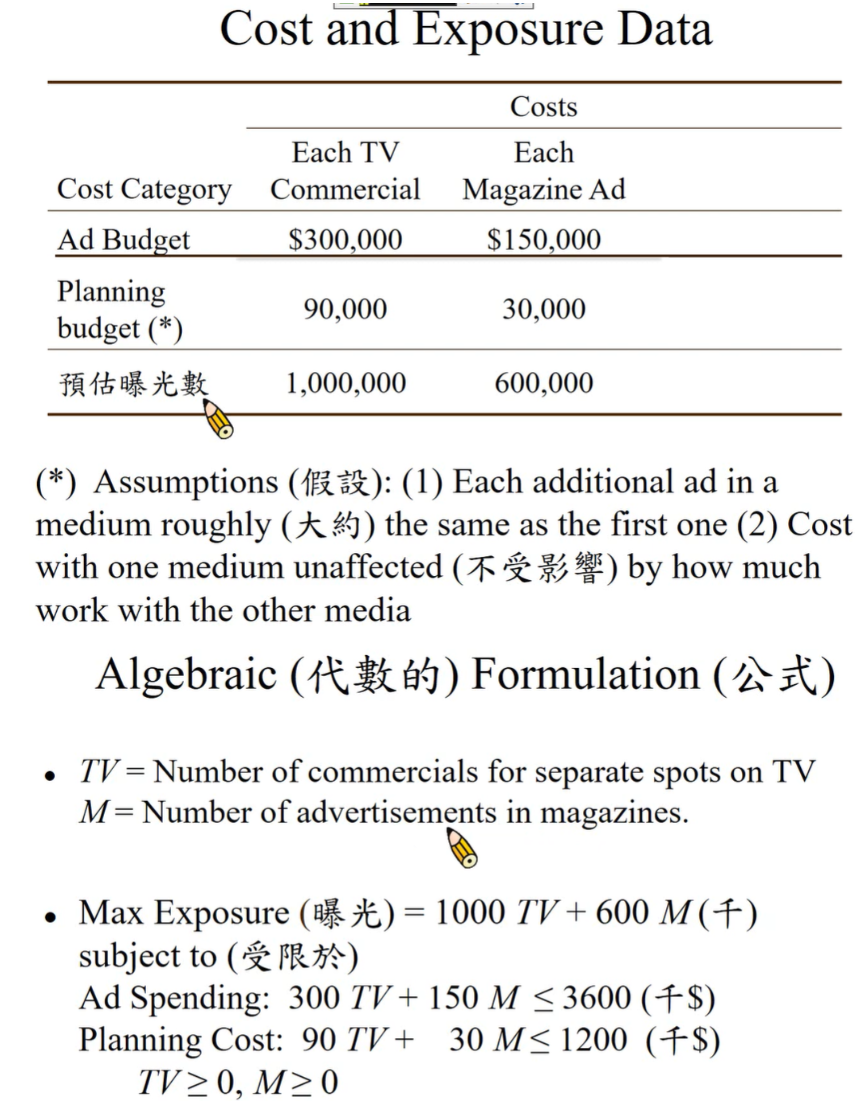 Cost and Exposure Data
Costs
Each TV Each
Cost Category Commercial Magazine Ad
Ad Budget $300,000 $150,000
Planning
budget (*) 90,000 30,000
預估曝光數 1,000,000 600,000
(*) Assumptions (假設): (1) Each additional ad in a
medium roughly (大約) the same as the first one (2) Cost
with one medium unaffected (不受影響) by how much
work with the other media
Algebraic (代數的) Formulation (公式)
• TV = Number of commercials for separate spots on TV
M = Number of advertisements in magazines.
• Max Exposure (曝光) = 1000 TV + 600 M (千)
subject to (受限於)
Ad Spending: 300 TV + 150 M ≤ 3600 (千$)
Planning Cost: 90 TV + 30 M ≤ 1200 (千$)
TV ≥ 0, M ≥ 0